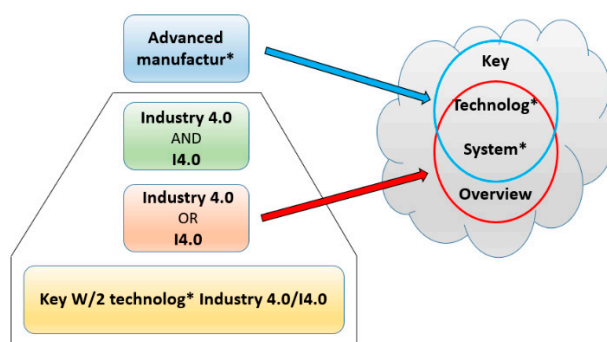 Advanced
manufactur*
Industry 4.0
AND
I4.0
Industry 4.0
OR
I4.0
Key W/2 technolog* Industry 4.0/I4.0
Key
Technolog*
System*
Overview